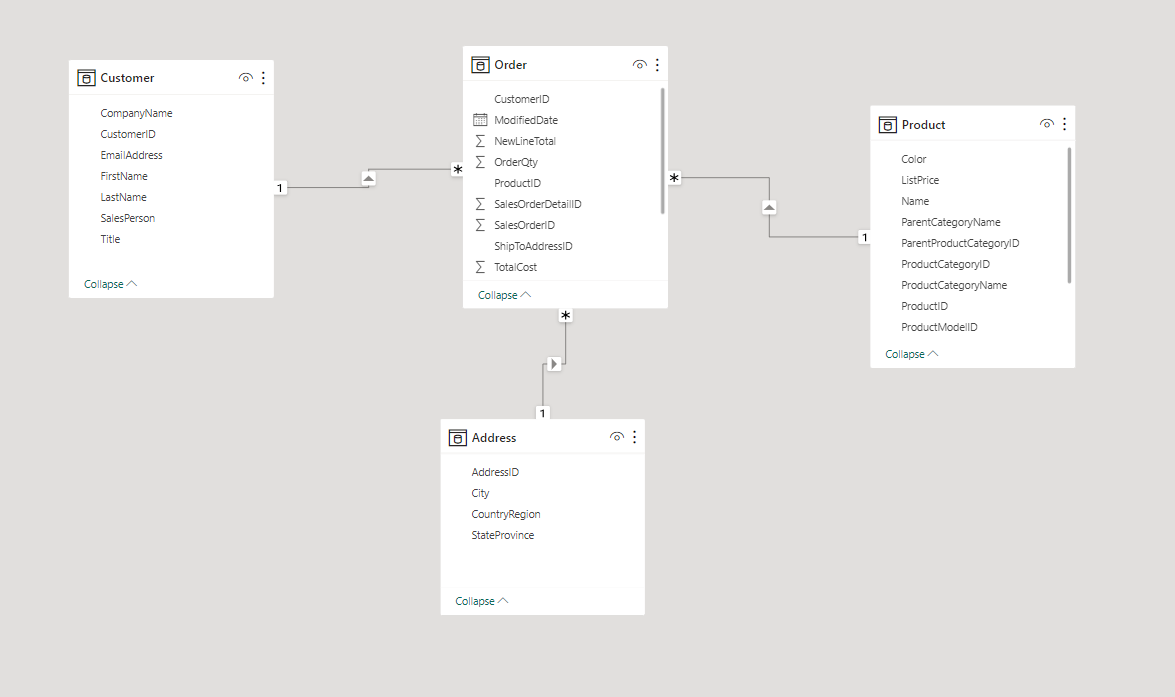 Customer
CompanyName
CustomerID
EmailAddress
FirstName
LastName
SalesPerson
Title
Collapse
1
*
Order
CustomerID
ModifiedDate
NewLineTotal
OrderQty
ProductID
SalesOrderDetailID
SalesOrderID
ShipToAddressID
TotalCost
Collapse
*
1
Product
Color
ListPrice
Name
ParentCategoryName
ParentProductCategoryID
ProductCategoryID
ProductCategoryName
ProductID
ProductModelID
Collapse
*
1
Address
AddressID
City
CountryRegion
StateProvince
Collapse